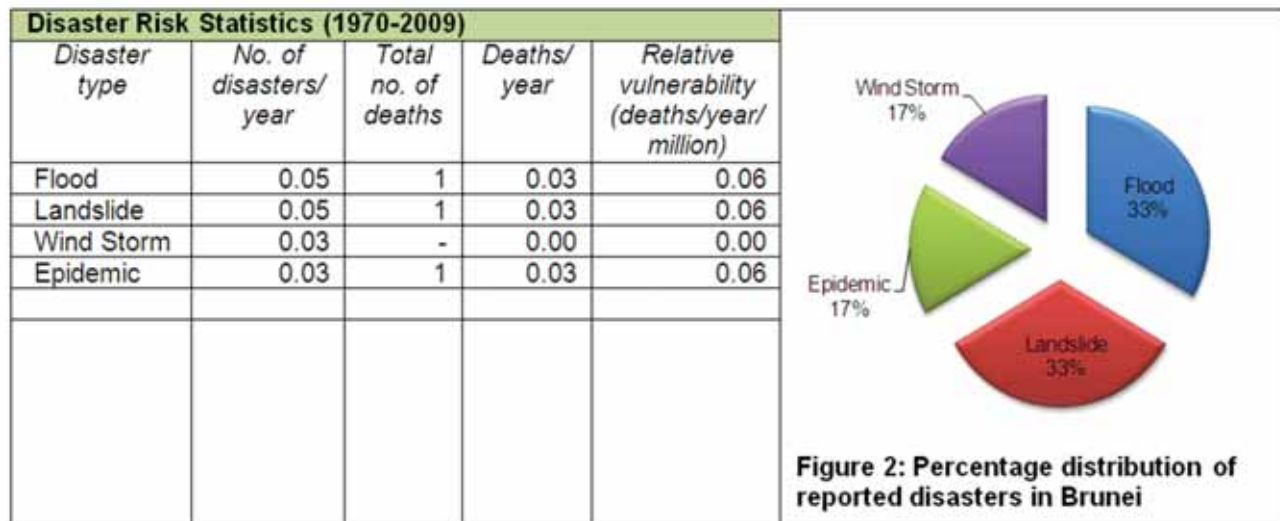 Disaster Risk Statistics (1970-2009)
Disaster type No. of disasters/ year Total no. of deaths Deaths/ year Relative vulnerability (deaths/year/ million)
Flood 0.05 1 0.03 0.06
Landslide 0.05 1 0.03 0.06
Wind Storm 0.03 - 0.00 0.00
Epidemic 0.03 1 0.03 0.06
Wind Storm
17%
Flood
33%
Epidemic
17%
Landslide
33%
Figure 2: Percentage distribution of
reported disasters in Brunei